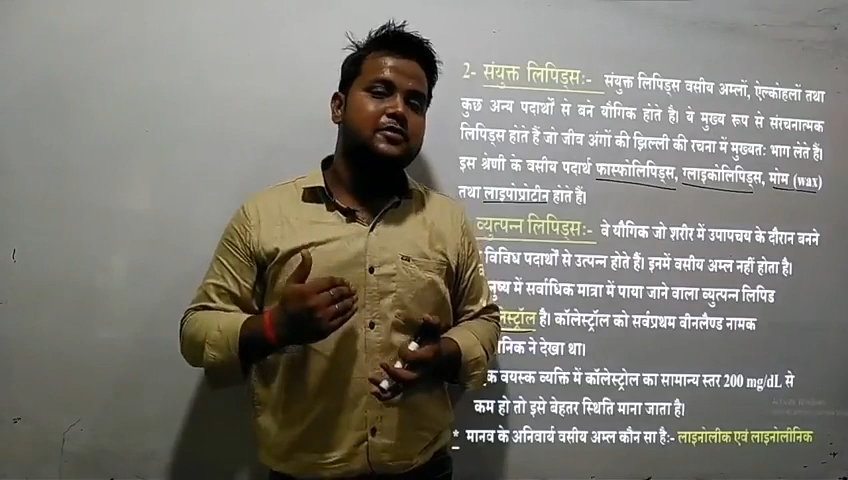 2- संयुक्त लिपिड्स:- संयुक्त लिपिड्स वसीय अम्लों, ऐल्कोहलों तथा
कुछ अन्य पदार्थों से बने यौगिक होते है। ये मुख्य रूप से संरचनात्मक
लिपिड्स होते हैं जो जीव अंगों की झिल्ली की रचना में मुख्यतः भाग लेते हैं।
इस श्रेणी के वसीय पदार्थ फास्फोलिपिड्स, ग्लाइकोलिपिड्स, मोम (wax)
तथा लाइपोप्रोटीन होते हैं।
व्युत्पन्न लिपिड्स:- वे यौगिक जो शरीर में उपापचय के दौरान बनने
विविध पदार्थों से उत्पन्न होते हैं। इनमें वसीय अम्ल नहीं होता है।
में सर्वाधिक मात्रा में पाया जाने वाला व्युत्पन्न लिपिड
है। कॉलेस्ट्रॉल को सर्वप्रथम वीनलैण्ड नामक
ने देखा था।
वयस्क व्यक्ति में कॉलेस्ट्रोल का सामान्य स्तर 200 mg/dL से
कम हो तो इसे बेहतर स्थिति माना जाता है।
* मानव के अनिवार्य वसीय अम्ल कौन सा है:- लाइनोलीक एवं लाइनोलीनिक